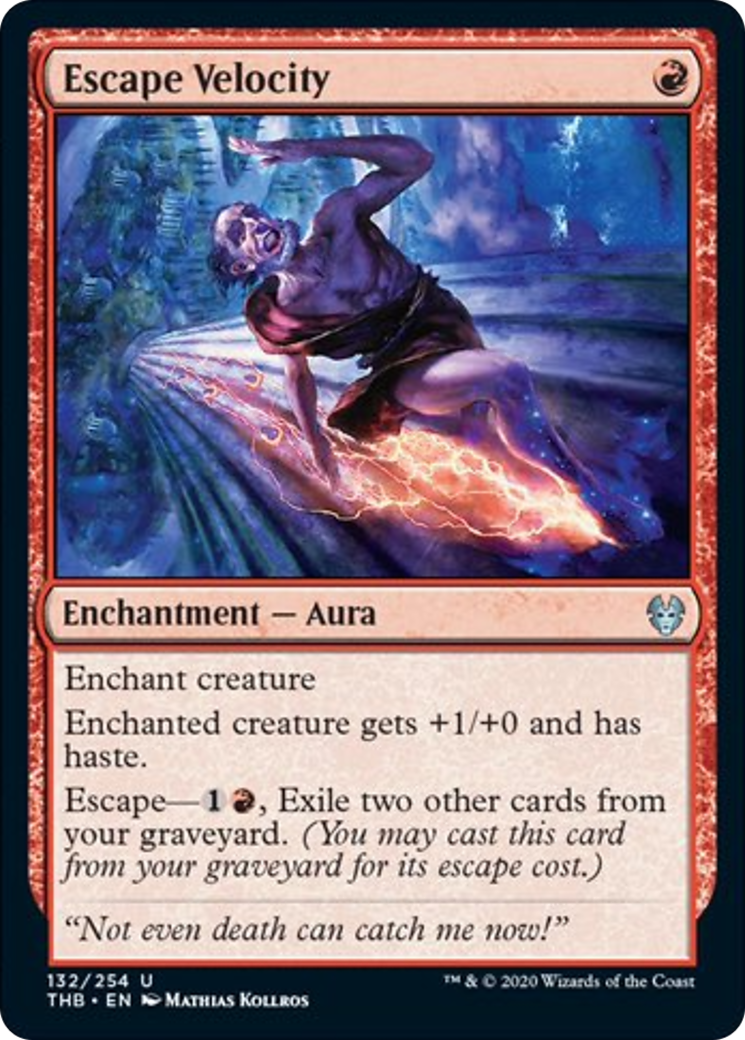 Escape Velocity
Enchantment — Aura
Enchant creature
Enchanted creature gets +1/+0 and has
haste.
Escape—1, Exile two other cards from
your graveyard. (You may cast this card
from your graveyard for its escape cost.)
“Not even death can catch me now!”
132/254 U
™ & © 2020 Wizards of the Coast
THB • EN Mathias Kollros